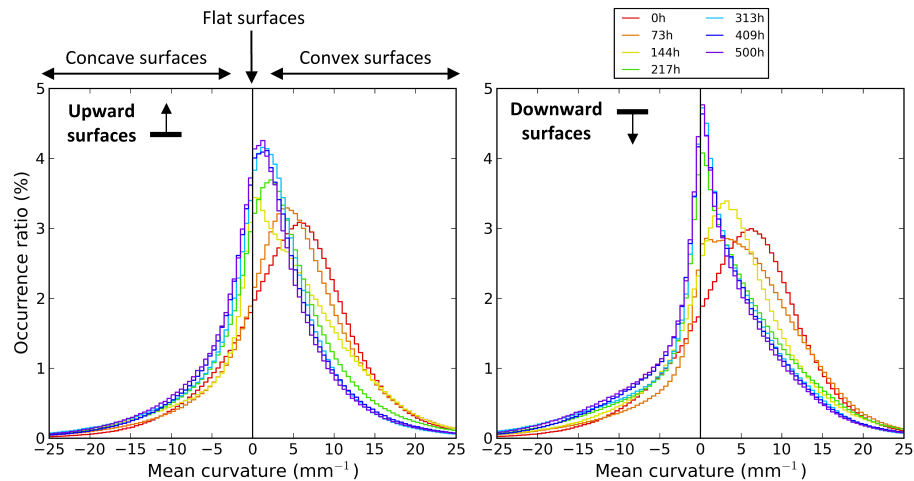 Flat surfaces
Concave surfaces
Convex surfaces
0h
73h
144h
217h
313h
409h
500h
Upward
surfaces
Downward
surfaces
Occurrence ratio (%)
5
4
3
2
1
0
−25 −20 −15 −10 −5 0 5 10 15 20 25
Mean curvature (mm⁻¹)
5
4
3
2
1
0
−25 −20 −15 −10 −5 0 5 10 15 20 25
Mean curvature (mm⁻¹)